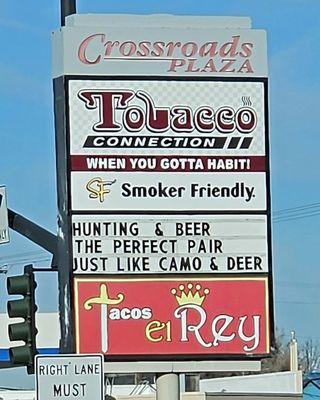 Crossroads
PLAZA
Tobacco
CONNECTION
WHEN YOU GOTTA HABIT!
SF Smoker Friendly.
HUNTING & BEER
THE PERFECT PAIR
JUST LIKE CAMO & DEER
Tacos
el Rey
RIGHT LANE
MUST